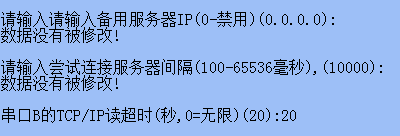 请输入请输入备用服务器IP(0-禁用)(0.0.0.0):
数据没有被修改!
请输入尝试连接服务器间隔(100-65536毫秒),(10000):
数据没有被修改!
串口B的TCP/IP读超时(秒,0=无限)(20):20